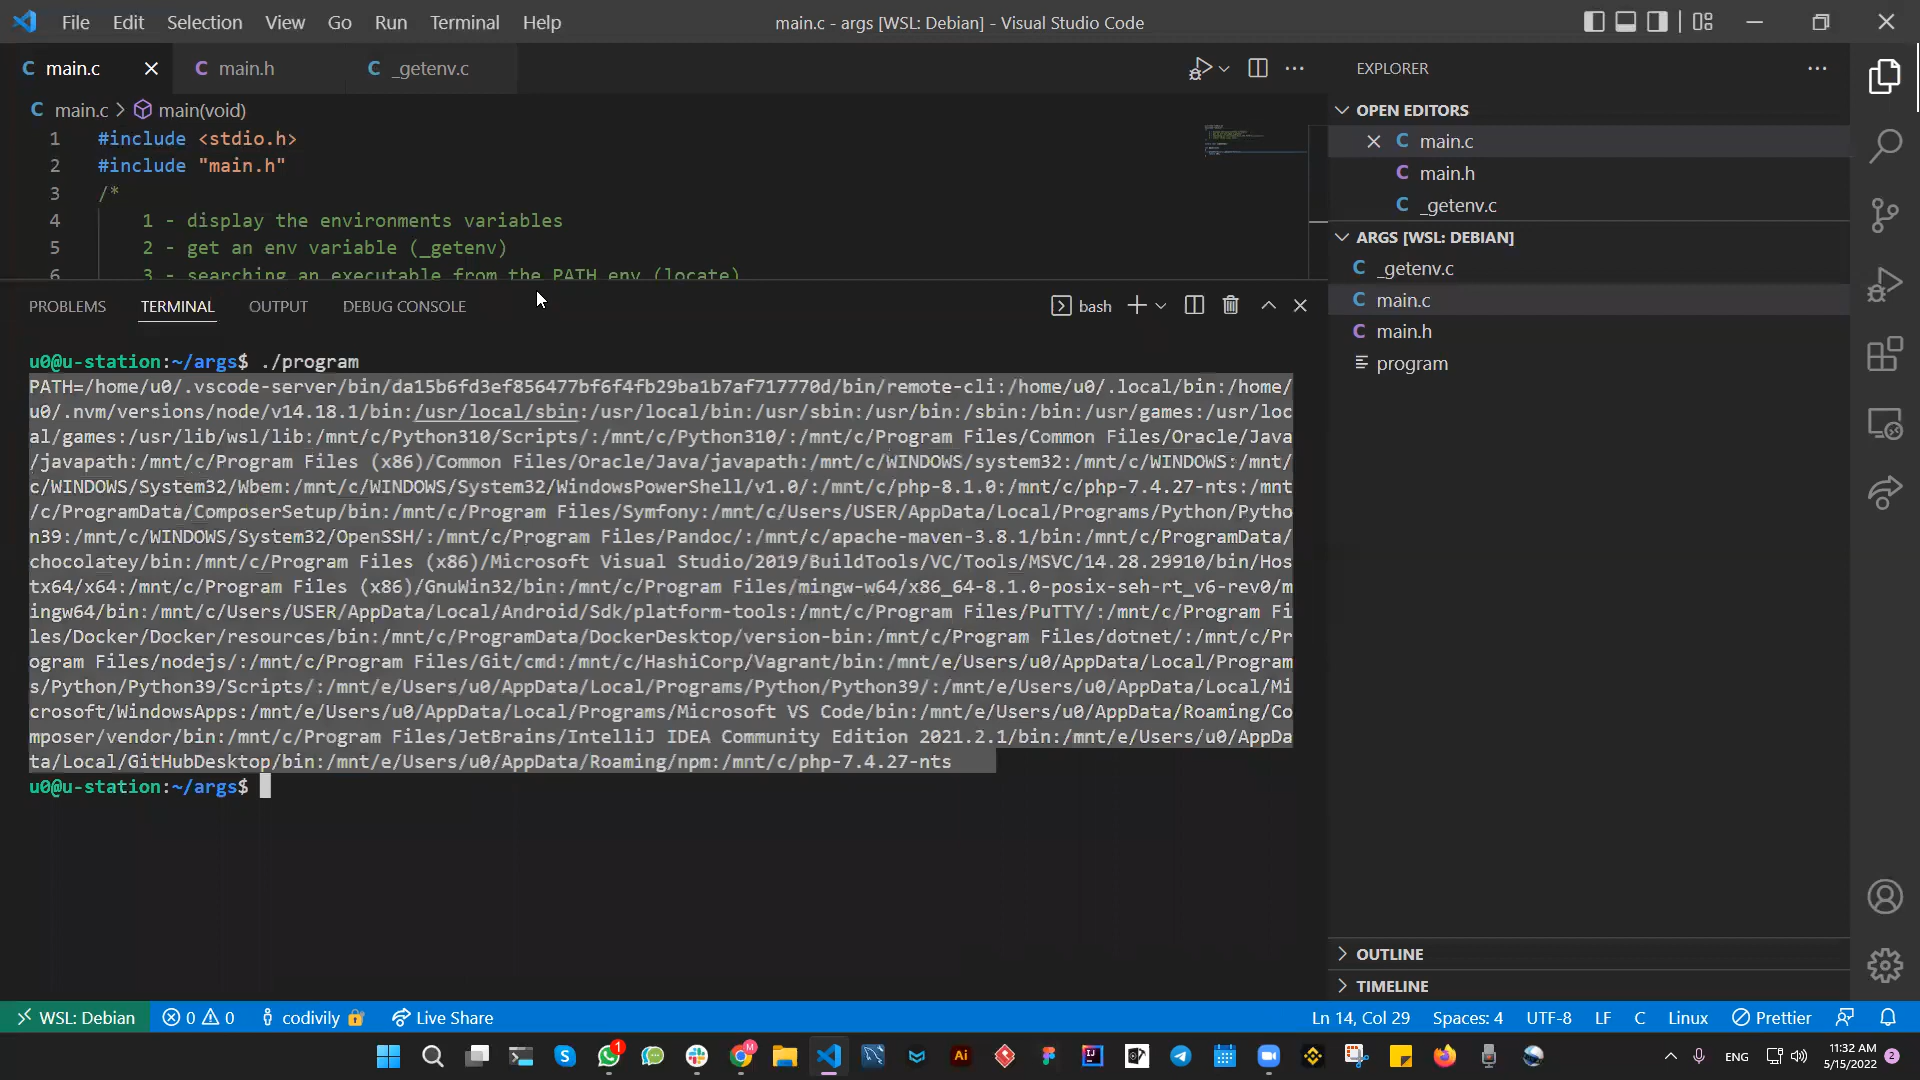 File Edit Selection View Go Run Terminal Help
main.c - args [WSL: Debian] - Visual Studio Code
main.c
main.h
_getenv.c
main.c > main(void)
1 #include <stdio.h>
2 #include "main.h"
3 /*
4 1 - display the environments variables
5 2 - get an env variable (_getenv)
6 3 - searching an executable from the PATH env (locate)
PROBLEMS TERMINAL OUTPUT DEBUG CONSOLE
bash
u0@u-station:~/args$ ./program
PATH=/home/u0/.vscode-server/bin/da15b6fd3ef856477bf6f4fb29ba1b7af717770d/bin/remote-cli:/home/u0/.local/bin:/home/
u0/.nvm/versions/node/v14.18.1/bin:/usr/local/sbin:/usr/local/bin:/usr/sbin:/usr/bin:/sbin:/bin:/usr/games:/usr/loc
al/games:/usr/lib/wsl/lib:/mnt/c/Python310/Scripts/:/mnt/c/Python310/:/mnt/c/Program Files/Common Files/Oracle/Java
/javapath:/mnt/c/Program Files (x86)/Common Files/Oracle/Java/javapath:/mnt/c/WINDOWS/system32:/mnt/c/WINDOWS:/mnt/
c/WINDOWS/System32/Wbem:/mnt/c/WINDOWS/System32/WindowsPowerShell/v1.0/:/mnt/c/php-8.1.0:/mnt/c/php-7.4.27-nts:/mnt
/c/ProgramData/ComposerSetup/bin:/mnt/c/Program Files/Symfony:/mnt/c/Users/USER/AppData/Local/Programs/Python/Pytho
n39:/mnt/c/WINDOWS/System32/OpenSSH/:/mnt/c/Program Files/Pandoc/:/mnt/c/apache-maven-3.8.1/bin:/mnt/c/ProgramData/
chocolatey/bin:/mnt/c/Program Files (x86)/Microsoft Visual Studio/2019/BuildTools/VC/Tools/MSVC/14.28.29910/bin/Hos
tx64/x64:/mnt/c/Program Files (x86)/GnuWin32/bin:/mnt/c/Program Files/mingw-w64/x86_64-8.1.0-posix-seh-rt_v6-rev0/m
ingw64/bin:/mnt/c/Users/USER/AppData/Local/Android/Sdk/platform-tools:/mnt/c/Program Files/PuTTY/:/mnt/c/Program Fi
les/Docker/Docker/resources/bin:/mnt/c/ProgramData/DockerDesktop/version-bin:/mnt/c/Program Files/dotnet/:/mnt/c/Pr
ogram Files/nodejs/:/mnt/c/Program Files/Git/cmd:/mnt/c/HashiCorp/Vagrant/bin:/mnt/e/Users/u0/AppData/Local/Program
s/Python/Python39/Scripts/:/mnt/e/Users/u0/AppData/Local/Programs/Python/Python39/:/mnt/e/Users/u0/AppData/Local/Mi
crosoft/WindowsApps:/mnt/e/Users/u0/AppData/Local/Programs/Microsoft VS Code/bin:/mnt/e/Users/u0/AppData/Roaming/Co
mposer/vendor/bin:/mnt/c/Program Files/JetBrains/IntelliJ IDEA Community Edition 2021.2.1/bin:/mnt/e/Users/u0/AppDa
ta/Local/GitHubDesktop/bin:/mnt/e/Users/u0/AppData/Roaming/npm:/mnt/c/php-7.4.27-nts
u0@u-station:~/args$
EXPLORER
OPEN EDITORS
main.c
main.h
_getenv.c
ARGS [WSL: DEBIAN]
_getenv.c
main.c
main.h
program
OUTLINE
TIMELINE
WSL: Debian 0 0 codivily Live Share
Ln 14, Col 29 Spaces: 4 UTF-8 LF C Linux Prettier
1
M
Ai
IJ
ENG
11:32 AM
5/15/2022
2